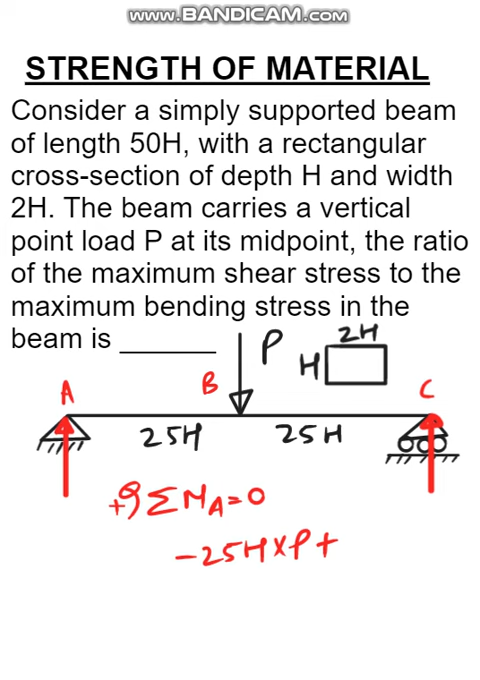 www.BANDICAM.com
STRENGTH OF MATERIAL
Consider a simply supported beam
of length 50H, with a rectangular
cross-section of depth H and width
2H. The beam carries a vertical
point load P at its midpoint, the ratio
of the maximum shear stress to the
maximum bending stress in the
beam is ______
2H
P
H
A
B
C
25H
25H
+ΣMA=0
-25H×P+